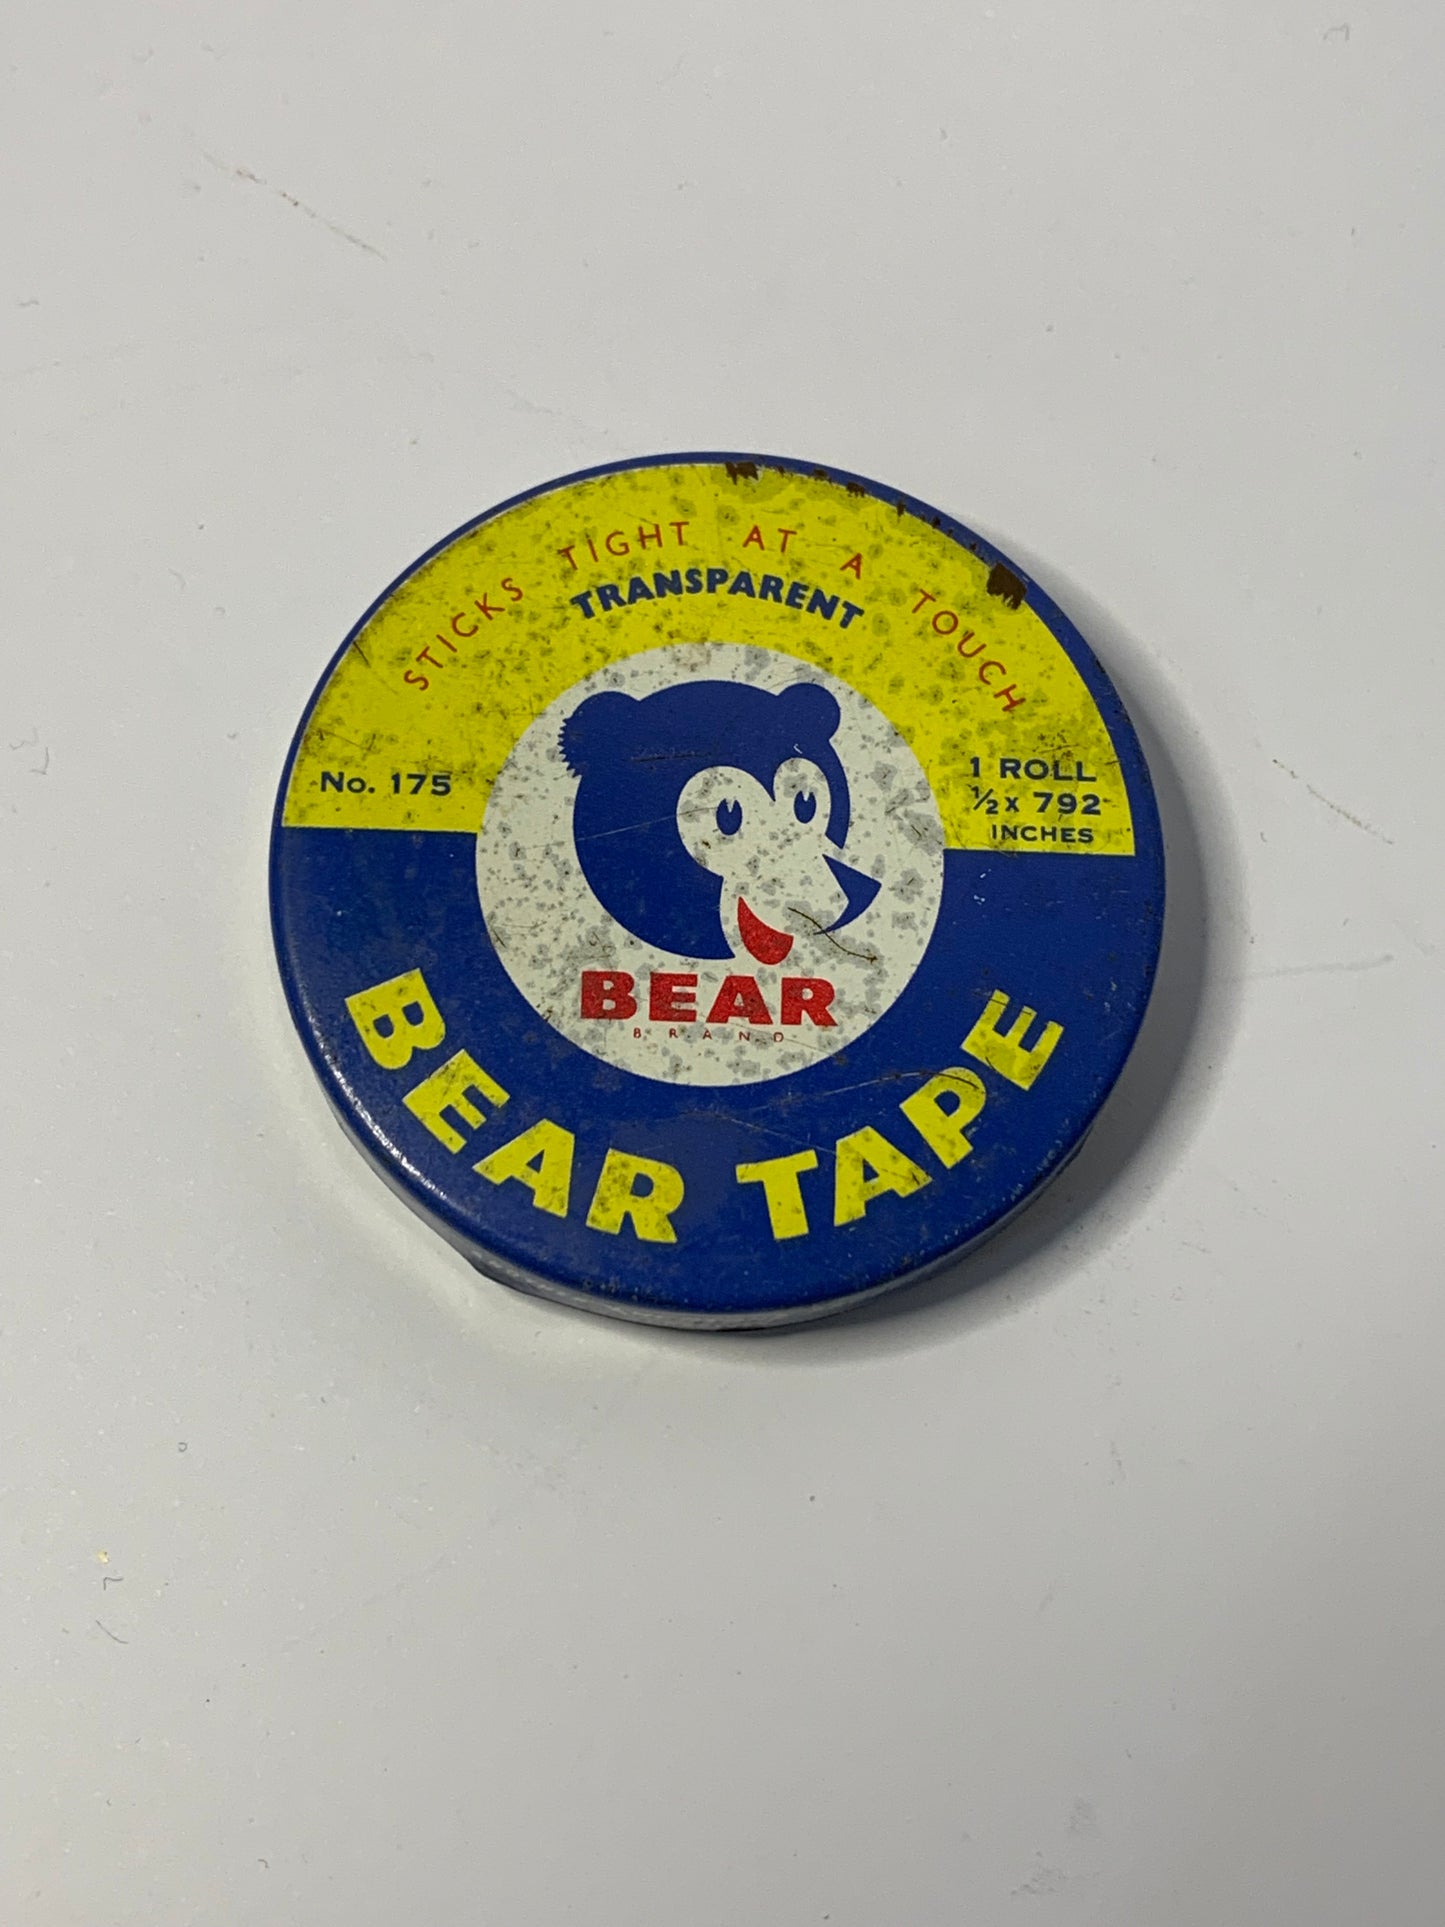 STICKS TIGHT AT A TOUCH
TRANSPARENT
No. 175
1 ROLL
½ x 792
INCHES
BEAR
BRAND
BEAR TAPE